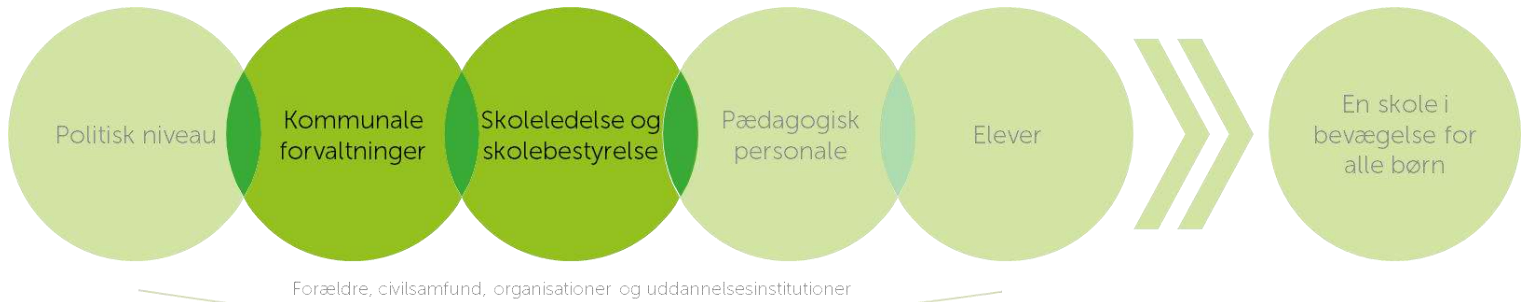 Politisk niveau
Kommunale
forvaltninger
Skoleledelse og
skolebestyrelse
Pædagogisk
personale
Elever
En skole i
bevægelse for
alle børn
Forældre, civilsamfund, organisationer og uddannelsesinstitutioner